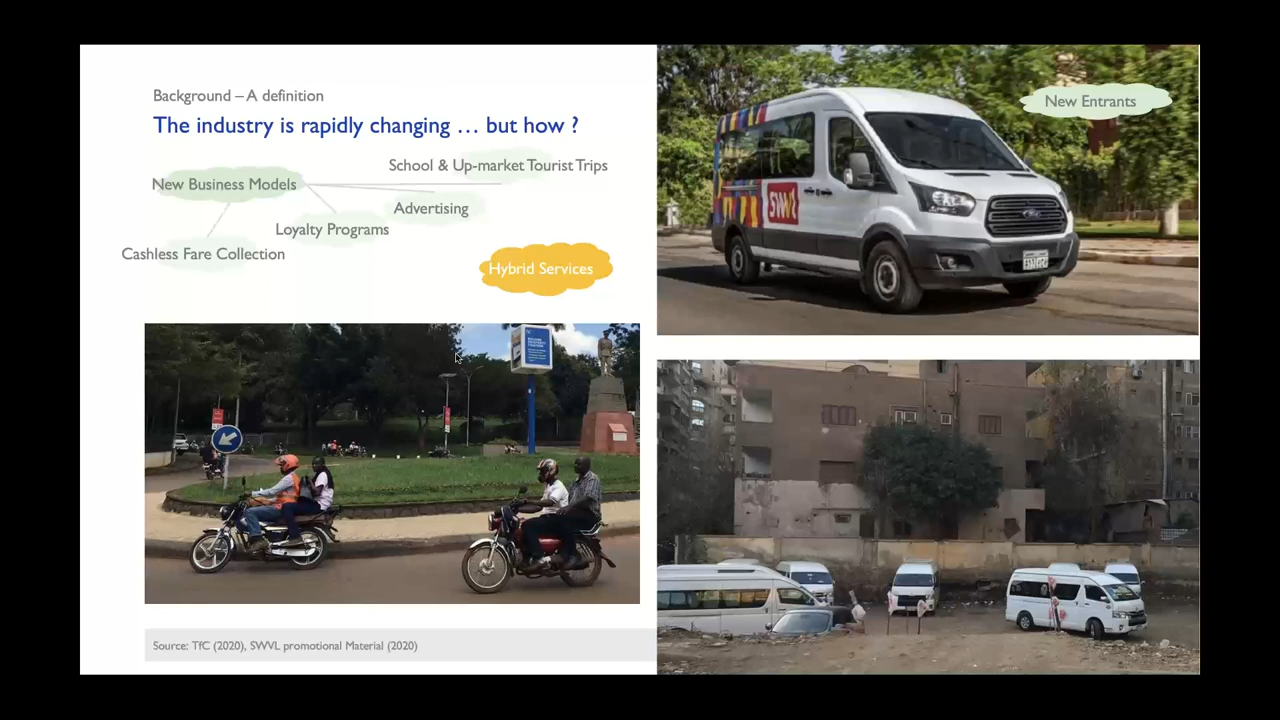 Background – A definition
The industry is rapidly changing … but how ?
School & Up-market Tourist Trips
New Business Models
Advertising
Loyalty Programs
Cashless Fare Collection
Hybrid Services
New Entrants
SWVL
Source: TfC (2020), SWVL promotional Material (2020)